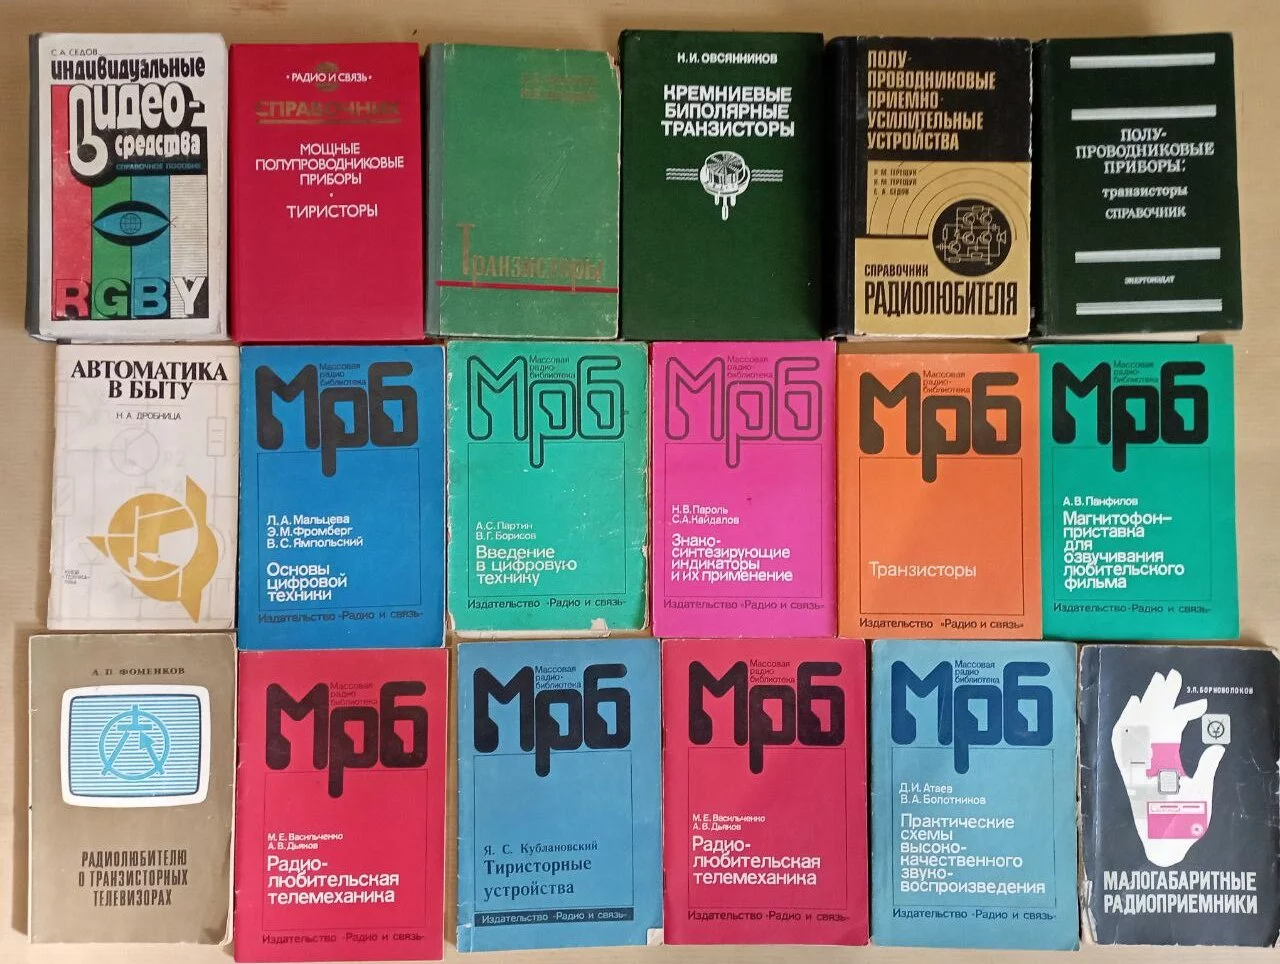 С. А. СЕДОВ
ИНДИВИДУАЛЬНЫЕ
ВИДЕО-
СРЕДСТВА
СПРАВОЧНОЕ ПОСОБИЕ
RGBY
• РАДИО И СВЯЗЬ •
СПРАВОЧНИК
МОЩНЫЕ
ПОЛУПРОВОДНИКОВЫЕ
ПРИБОРЫ
•
ТИРИСТОРЫ
ТРАНЗИСТОРЫ
Н. И. ОВСЯННИКОВ
КРЕМНИЕВЫЕ
БИПОЛЯРНЫЕ
ТРАНЗИСТОРЫ
ПОЛУ-
ПРОВОДНИКОВЫЕ
ПРИЕМНО-
УСИЛИТЕЛЬНЫЕ
УСТРОЙСТВА
Р. М. ТЕРЕЩУК
К. М. ТЕРЕЩУК
С. А. СЕДОВ
СПРАВОЧНИК
РАДИОЛЮБИТЕЛЯ
ПОЛУ-
ПРОВОДНИКОВЫЕ
ПРИБОРЫ:
транзисторы
СПРАВОЧНИК
ЭНЕРГОИЗДАТ
АВТОМАТИКА
В БЫТУ
Н. А. ДРОБНИЦА
Массовая
радио-
библиотека
МРБ
Л. А. Мальцева
Э. М. Фромберг
В. С. Ямпольский
Основы
цифровой
техники
Издательство «Радио и связь»
Массовая
радио-
библиотека
МРБ
А. С. Партин
В. Г. Борисов
Введение
в цифровую
технику
Издательство «Радио и связь»
Массовая
радио-
библиотека
МРБ
Н. В. Пароль
С. А. Кайдалов
Знако-
синтезирующие
индикаторы
и их применение
Издательство «Радио и связь»
Массовая
радио-
библиотека
МРБ
Транзисторы
Издательство «Радио и связь»
Массовая
радио-
библиотека
МРБ
А. В. Панфилов
Магнитофон-
приставка
для
озвучивания
любительского
фильма
Издательство «Радио и связь»
А. П. ФОМЕНКОВ
РАДИОЛЮБИТЕЛЮ
О ТРАНЗИСТОРНЫХ
ТЕЛЕВИЗОРАХ
Массовая
радио-
библиотека
МРБ
М. Е. Васильченко
А. В. Дьяков
Радио-
любительская
телемеханика
Издательство «Радио и связь»
Массовая
радио-
библиотека
МРБ
Я. С. Кублановский
Тиристорные
устройства
Издательство «Радио и связь»
Массовая
радио-
библиотека
МРБ
М. Е. Васильченко
А. В. Дьяков
Радио-
любительская
телемеханика
Издательство «Радио и связь»
Массовая
радио-
библиотека
МРБ
Д. И. Атаев
В. А. Болотников
Практические
схемы
высоко-
качественного
звуко-
воспроизведения
Издательство «Радио и связь»
Э. П. БОРНОВОЛОКОВ
МАЛОГАБАРИТНЫЕ
РАДИОПРИЕМНИКИ